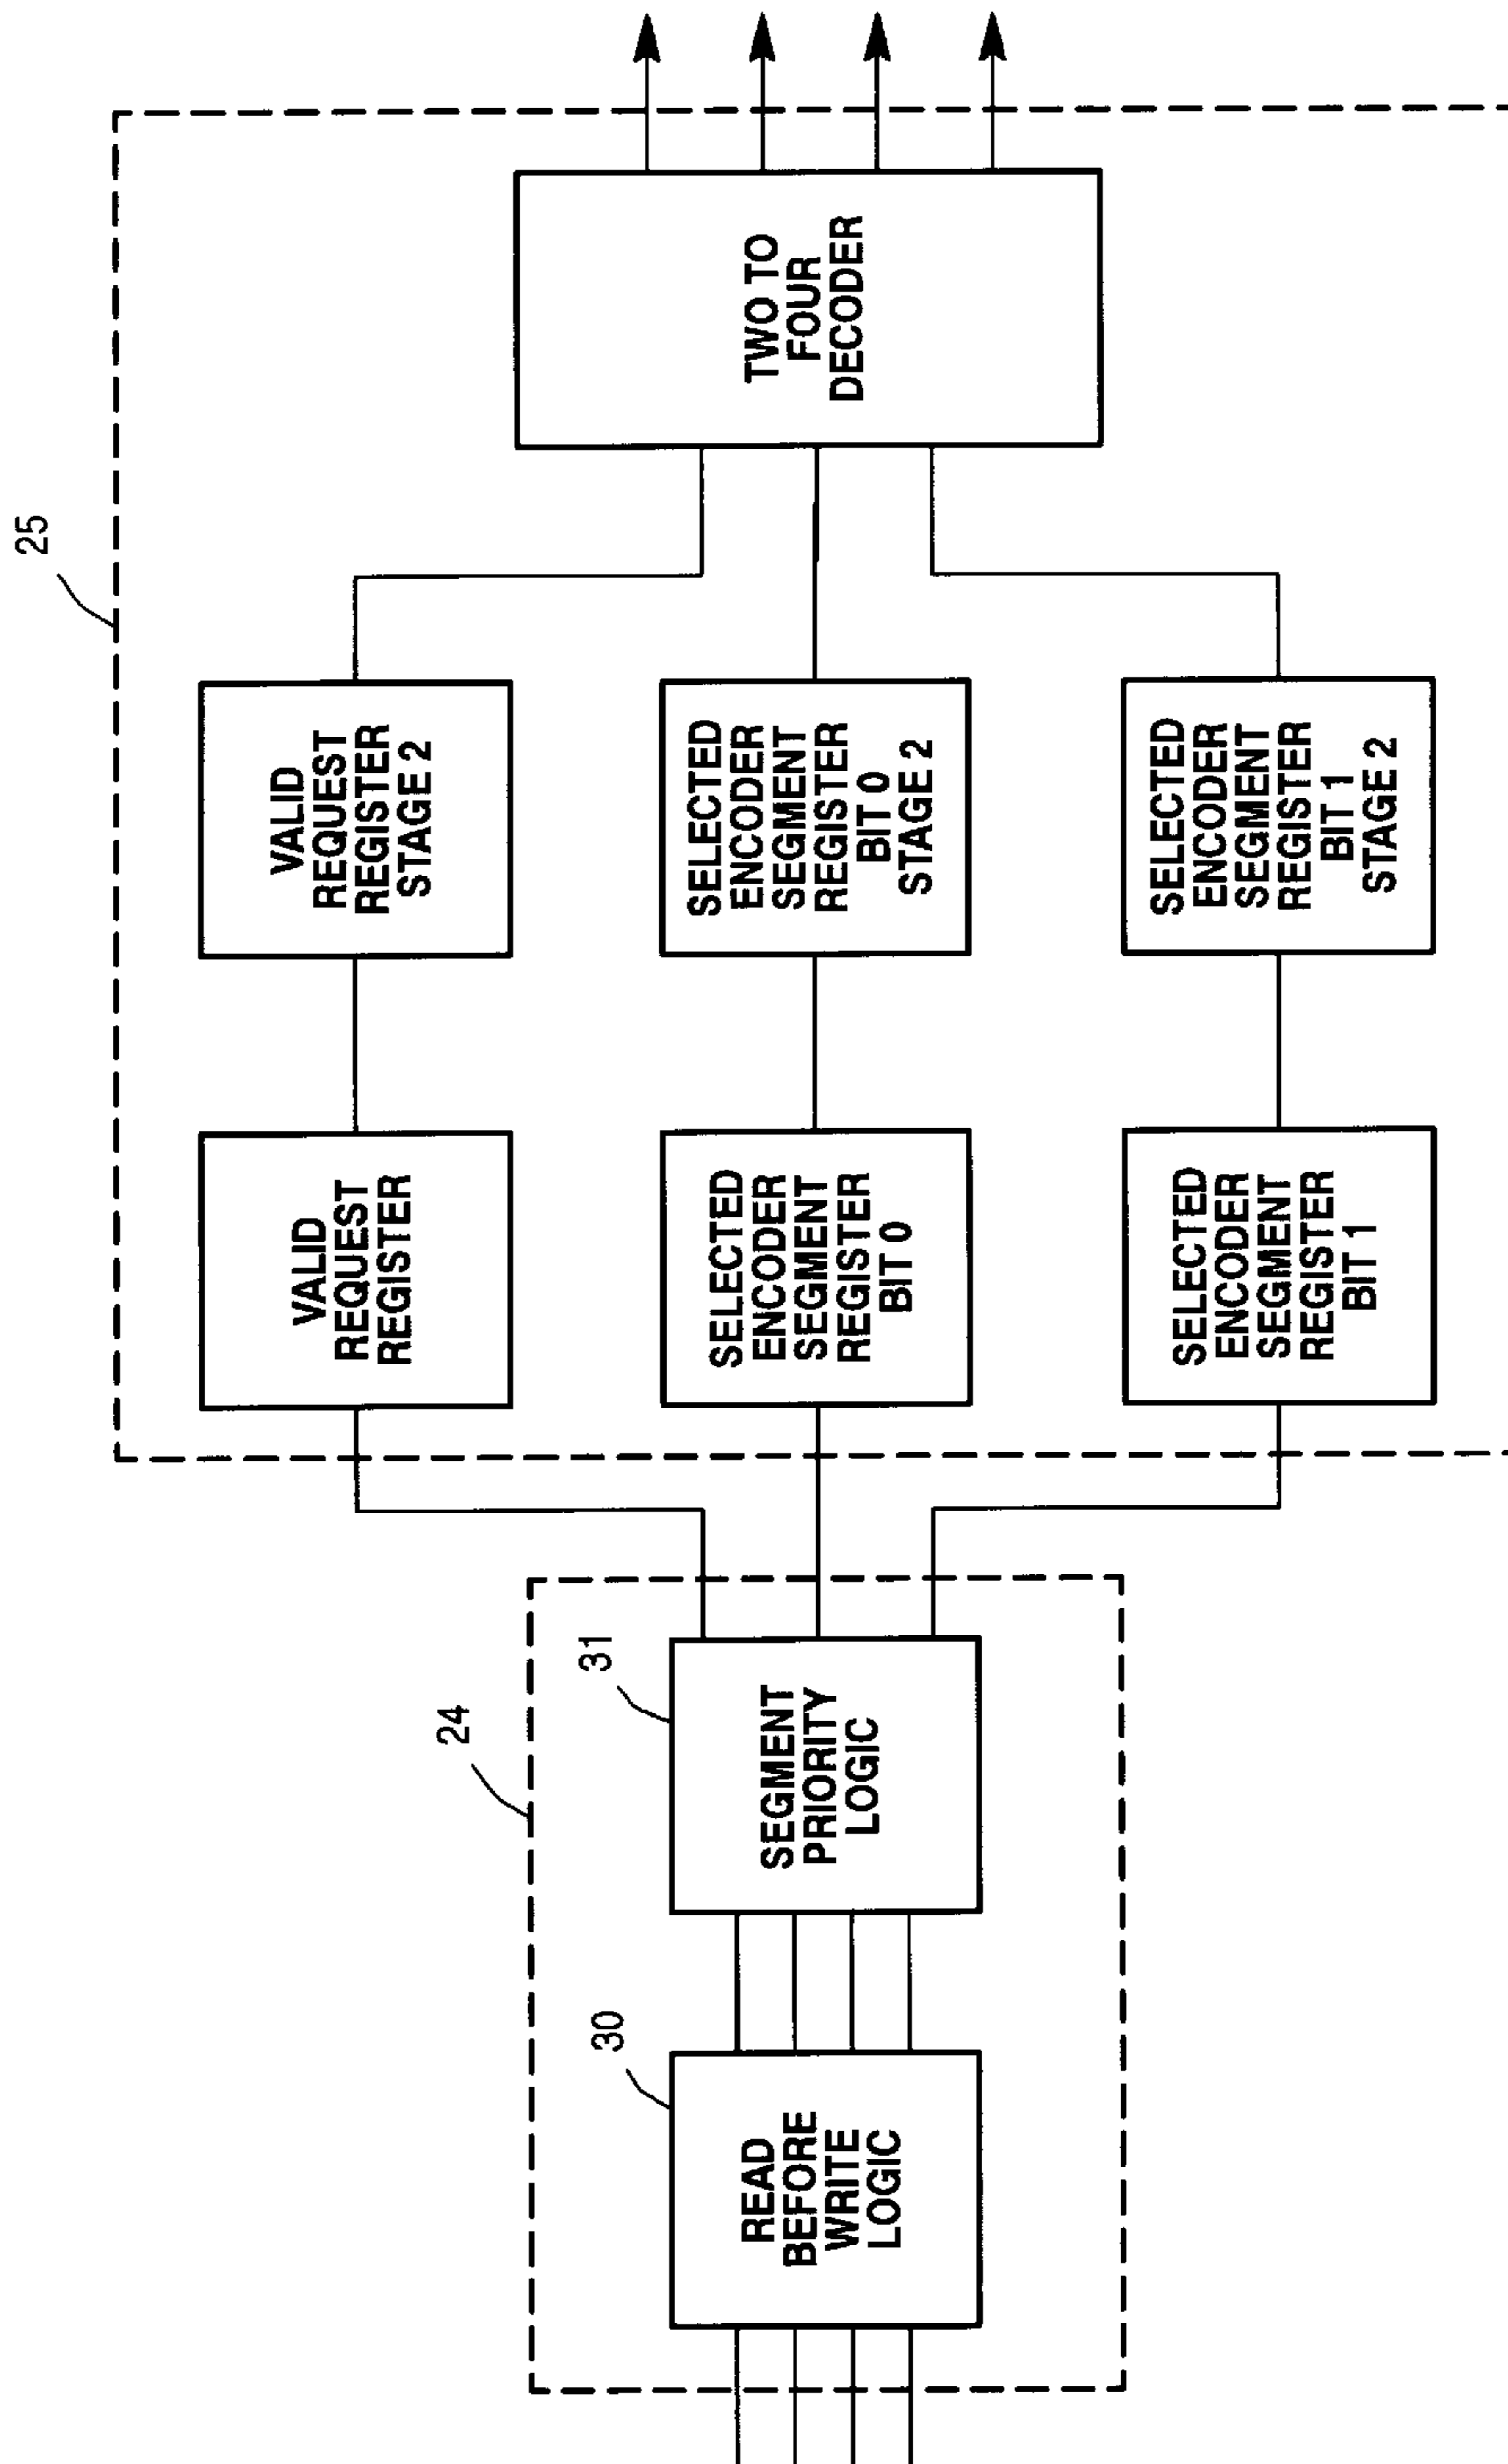 24
30
READ
BEFORE
WRITE
LOGIC
31
SEGMENT
PRIORITY
LOGIC
25
VALID
REQUEST
REGISTER
VALID
REQUEST
REGISTER
STAGE 2
SELECTED
ENCODER
SEGMENT
REGISTER
BIT 0
SELECTED
ENCODER
SEGMENT
REGISTER
BIT 0
STAGE 2
SELECTED
ENCODER
SEGMENT
REGISTER
BIT 1
SELECTED
ENCODER
SEGMENT
REGISTER
BIT 1
STAGE 2
TWO TO
FOUR
DECODER